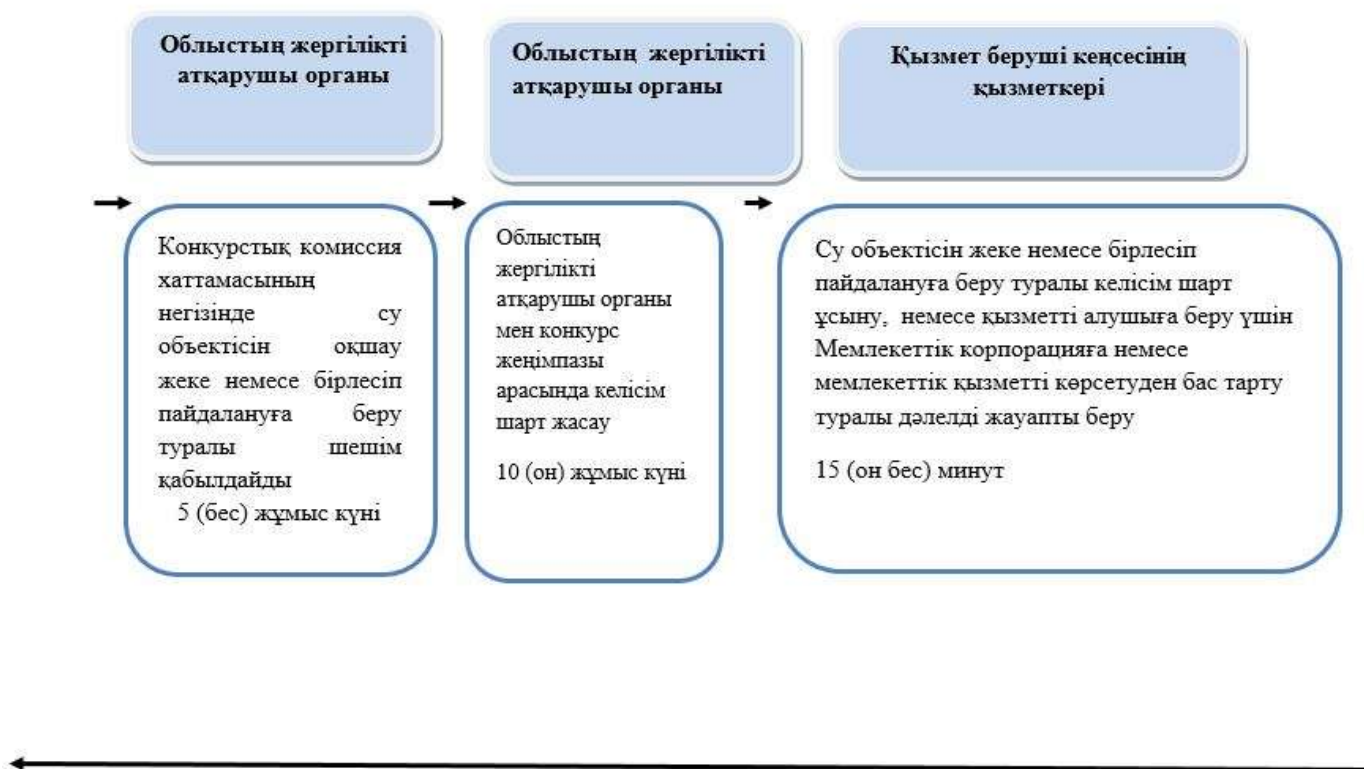 Облыстың жергілікті
атқарушы органы
Облыстың жергілікті
атқарушы органы
Қызмет беруші кеңсесінің
қызметкері
Конкурстық комиссия
хаттамасының
негізінде су
объектісін оқшау
жеке немесе бірлесіп
пайдалануға беру
туралы шешім
қабылдайды
5 (бес) жұмыс күні
Облыстың
жергілікті
атқарушы органы
мен конкурс
жеңімпазы
арасында келісім
шарт жасау
10 (он) жұмыс күні
Су объектісін жеке немесе бірлесіп
пайдалануға беру туралы келісім шарт
ұсыну, немесе қызметті алушыға беру үшін
Мемлекеттік корпорацияға немесе
мемлекеттік қызметті көрсетуден бас тарту
туралы дәлелді жауапты беру
15 (он бес) минут